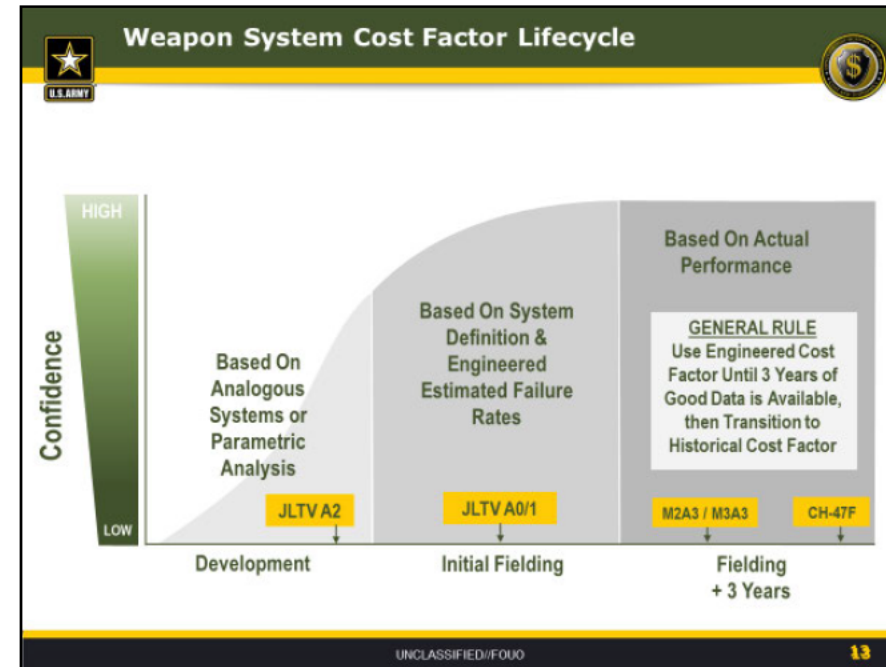 Weapon System Cost Factor Lifecycle
U.S.ARMY
$
HIGH
Confidence
LOW
Based On
Analogous
Systems or
Parametric
Analysis
JLTV A2
Development
Based On System
Definition &
Engineered
Estimated Failure
Rates
JLTV A0/1
Initial Fielding
Based On Actual
Performance
GENERAL RULE
Use Engineered Cost
Factor Until 3 Years of
Good Data is Available,
then Transition to
Historical Cost Factor
M2A3 / M3A3
CH-47F
Fielding
+ 3 Years
UNCLASSIFIED//FOUO
13